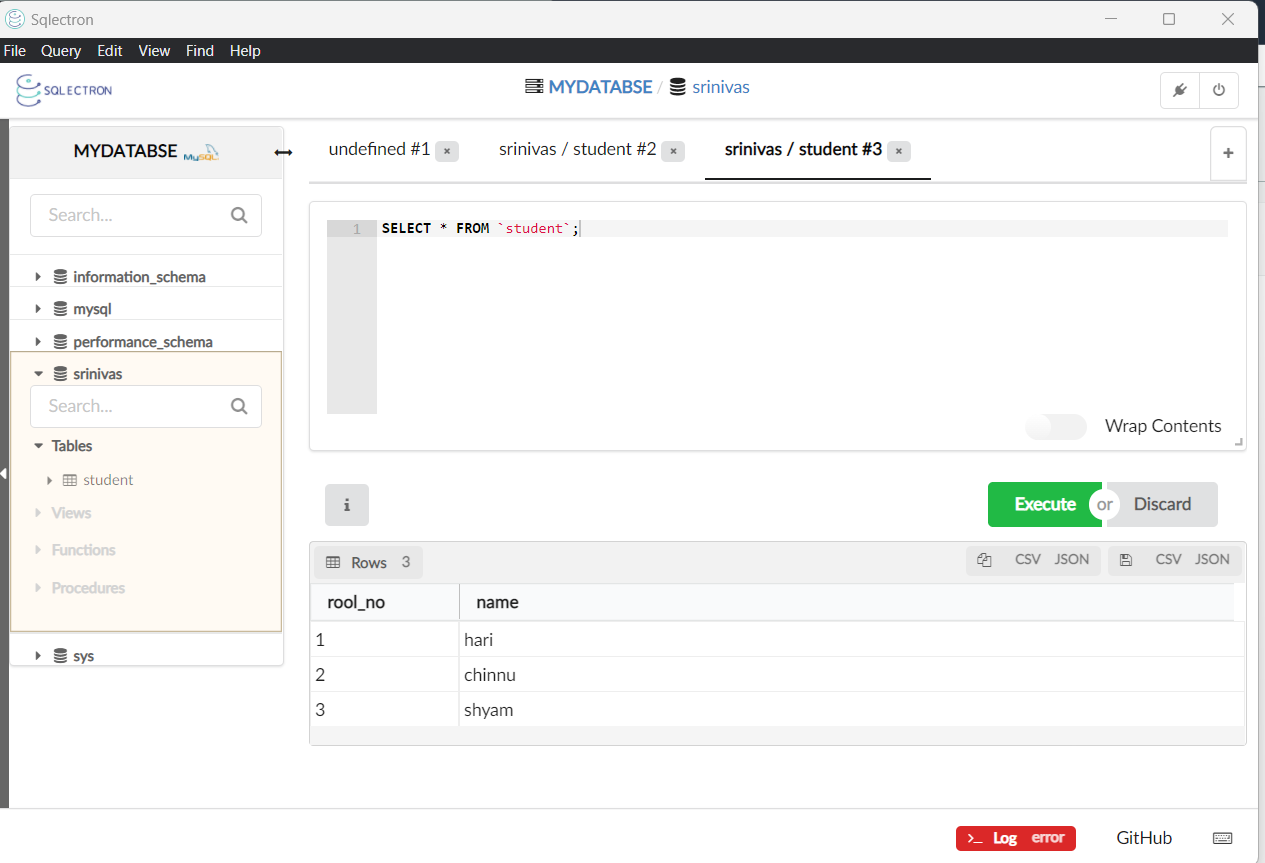 Sqlectron
File Query Edit View Find Help
SQLECTRON
MYDATABSE / srinivas
MYDATABSE MySQL
undefined #1 × srinivas / student #2 × srinivas / student #3 × +
Search...
information_schema
mysql
performance_schema
srinivas
Search...
Tables
student
Views
Functions
Procedures
sys
1 SELECT * FROM `student`;
Wrap Contents
i
Execute or Discard
Rows 3 CSV JSON CSV JSON
rool_no name
1 hari
2 chinnu
3 shyam
>_ Log error GitHub